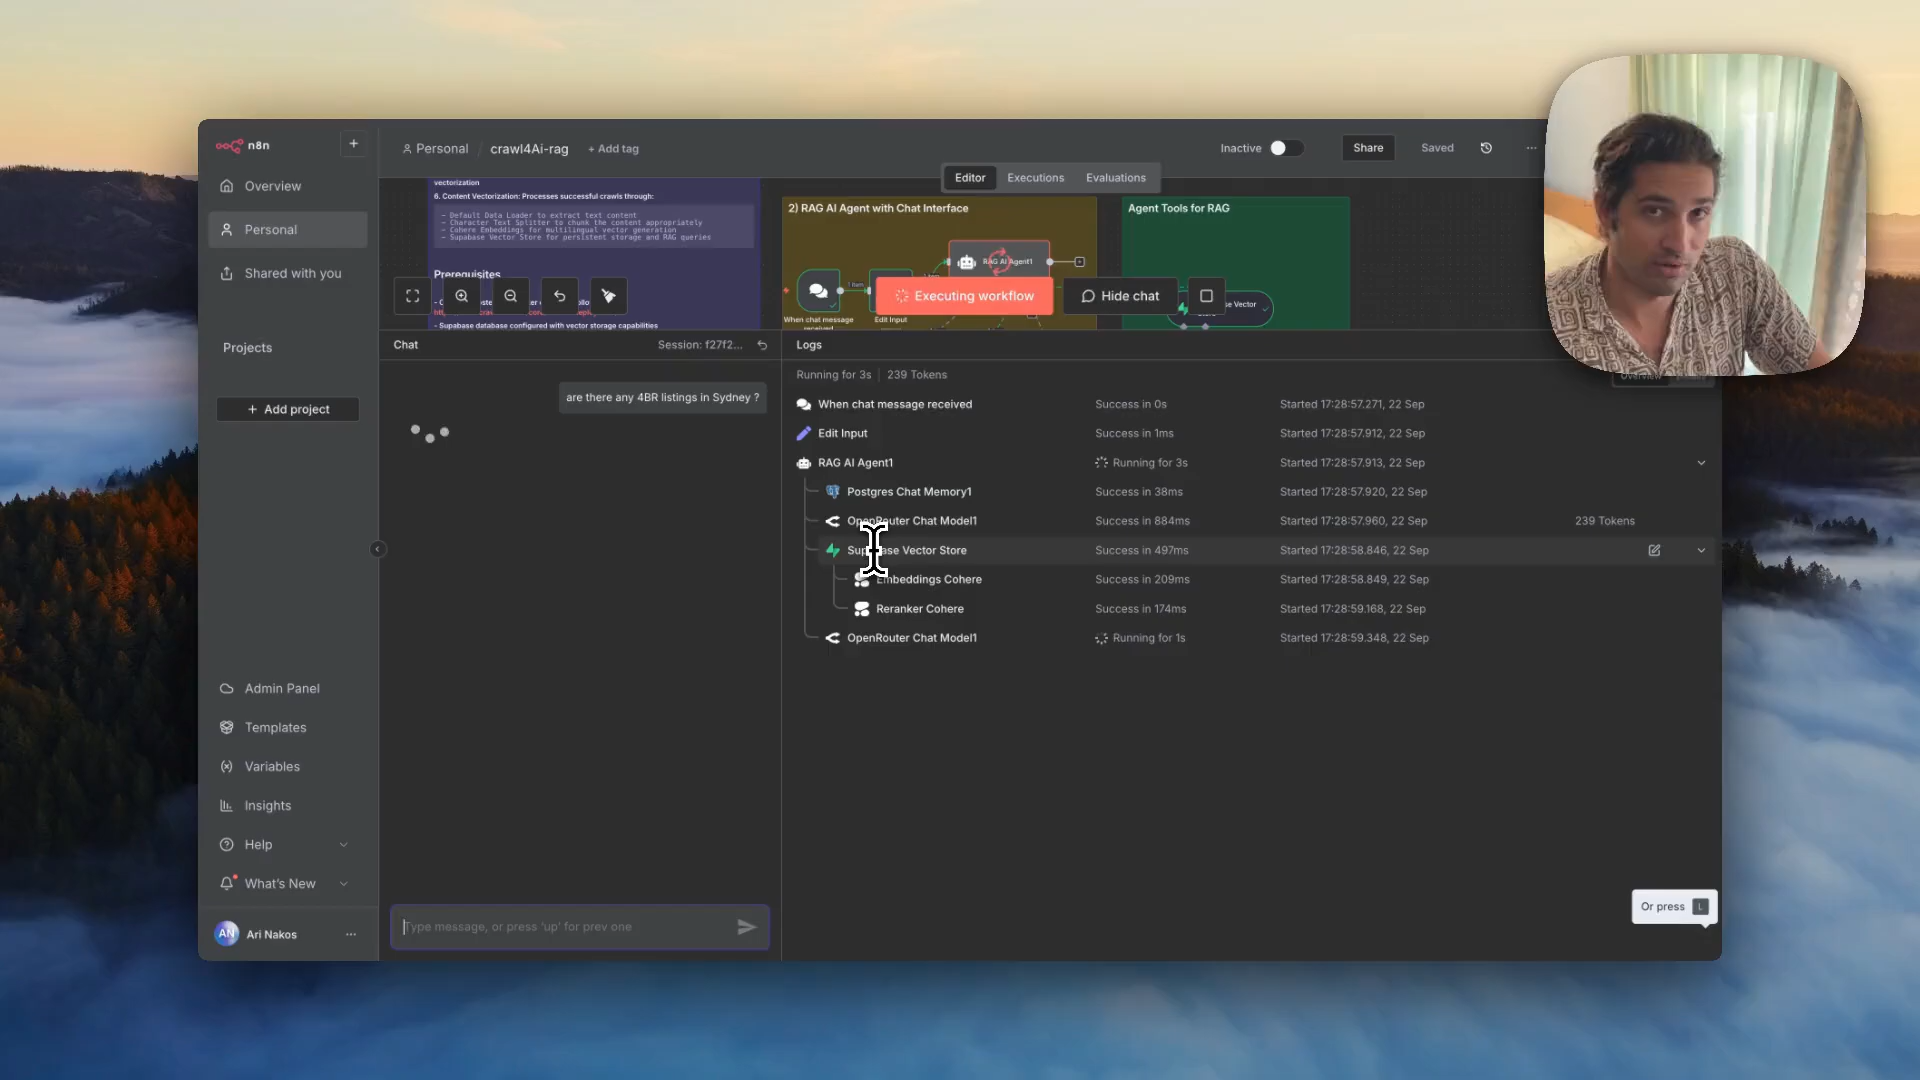 n8n
+
Overview
Personal
Shared with you
Projects
+ Add project
Admin Panel
Templates
Variables
Insights
Help
What's New
AN Ari Nakos
Personal crawl4Ai-rag + Add tag
Inactive Share Saved
Editor Executions Evaluations
vectorization
6. Content Vectorization: Processes successful crawls through:
- Default Data Loader to extract text content
- Character Text Splitter to chunk the content appropriately
- Cohere Embeddings for multilingual vector generation
- Supabase Vector Store for persistent storage and RAG queries
Prerequisites
- Supabase database configured with vector storage capabilities
2) RAG AI Agent with Chat Interface
RAG AI Agent1
1 item
When chat message
received
Edit Input
Agent Tools for RAG
Vector
Executing workflow
Hide chat
Chat Session: f27f2...
are there any 4BR listings in Sydney ?
Type message, or press 'up' for prev one
Logs
Running for 3s | 239 Tokens
Overview
When chat message received Success in 0s Started 17:28:57.271, 22 Sep
Edit Input Success in 1ms Started 17:28:57.912, 22 Sep
RAG AI Agent1 Running for 3s Started 17:28:57.913, 22 Sep
Postgres Chat Memory1 Success in 38ms Started 17:28:57.920, 22 Sep
OpenRouter Chat Model1 Success in 884ms Started 17:28:57.960, 22 Sep 239 Tokens
Supabase Vector Store Success in 497ms Started 17:28:58.846, 22 Sep
Embeddings Cohere Success in 209ms Started 17:28:58.849, 22 Sep
Reranker Cohere Success in 174ms Started 17:28:59.168, 22 Sep
OpenRouter Chat Model1 Running for 1s Started 17:28:59.348, 22 Sep
Or press L